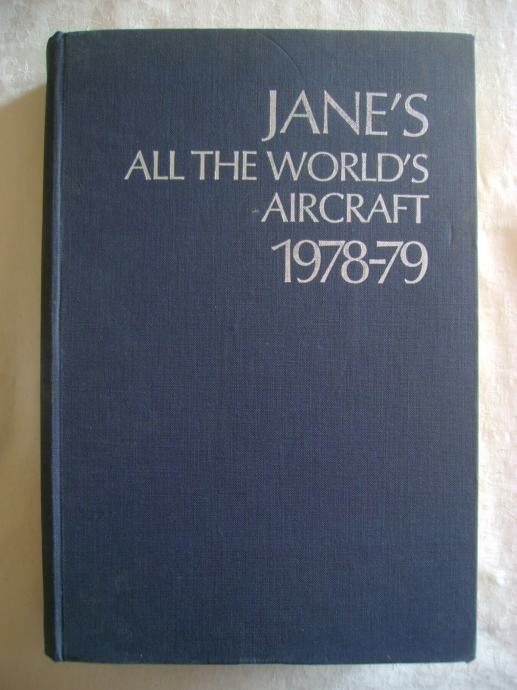 JANE'S
ALL THE WORLD'S
AIRCRAFT
1978-79